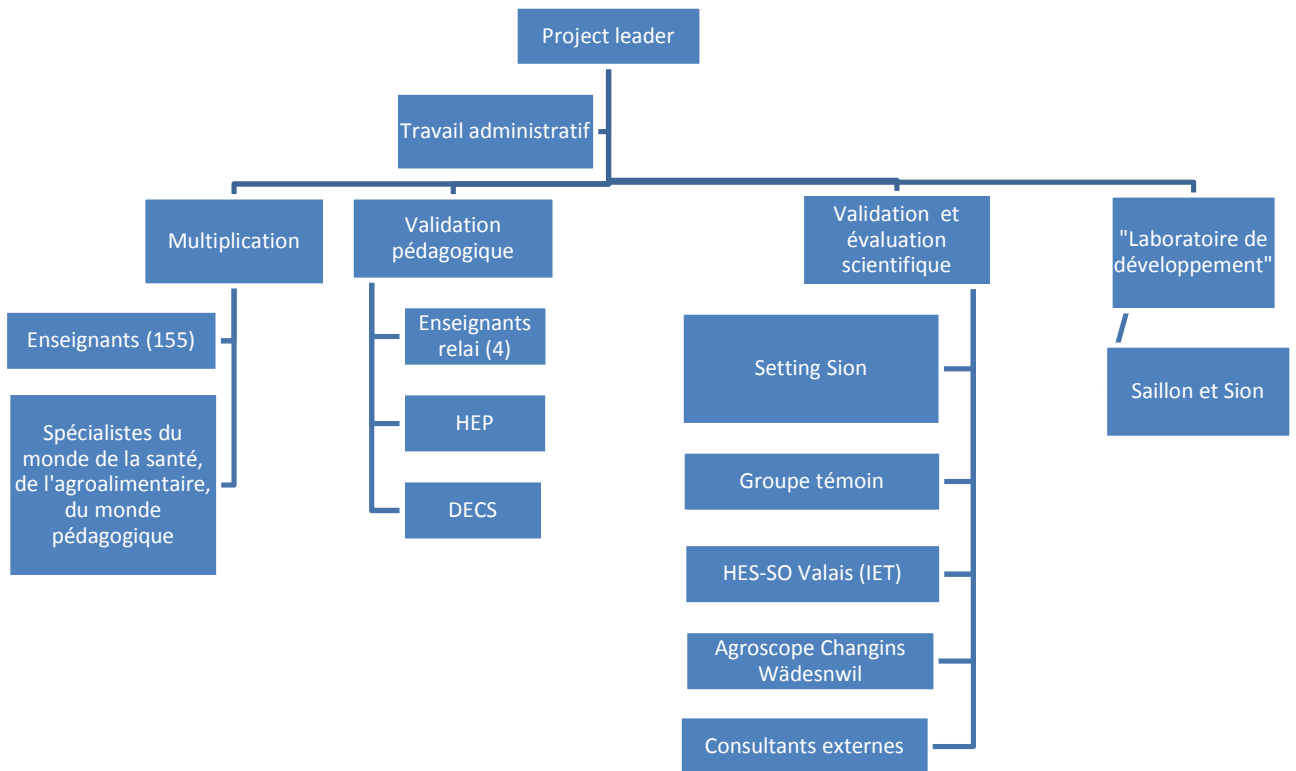 Project leader
Travail administratif
Multiplication
Enseignants (155)
Spécialistes du
monde de la santé,
de l'agroalimentaire,
du monde
pédagogique
Validation
pédagogique
Enseignants
relai (4)
HEP
DECS
Validation et
évaluation
scientifique
Setting Sion
Groupe témoin
HES-SO Valais (IET)
Agroscope Changins
Wädesnwil
Consultants externes
"Laboratoire de
développement"
Saillon et Sion